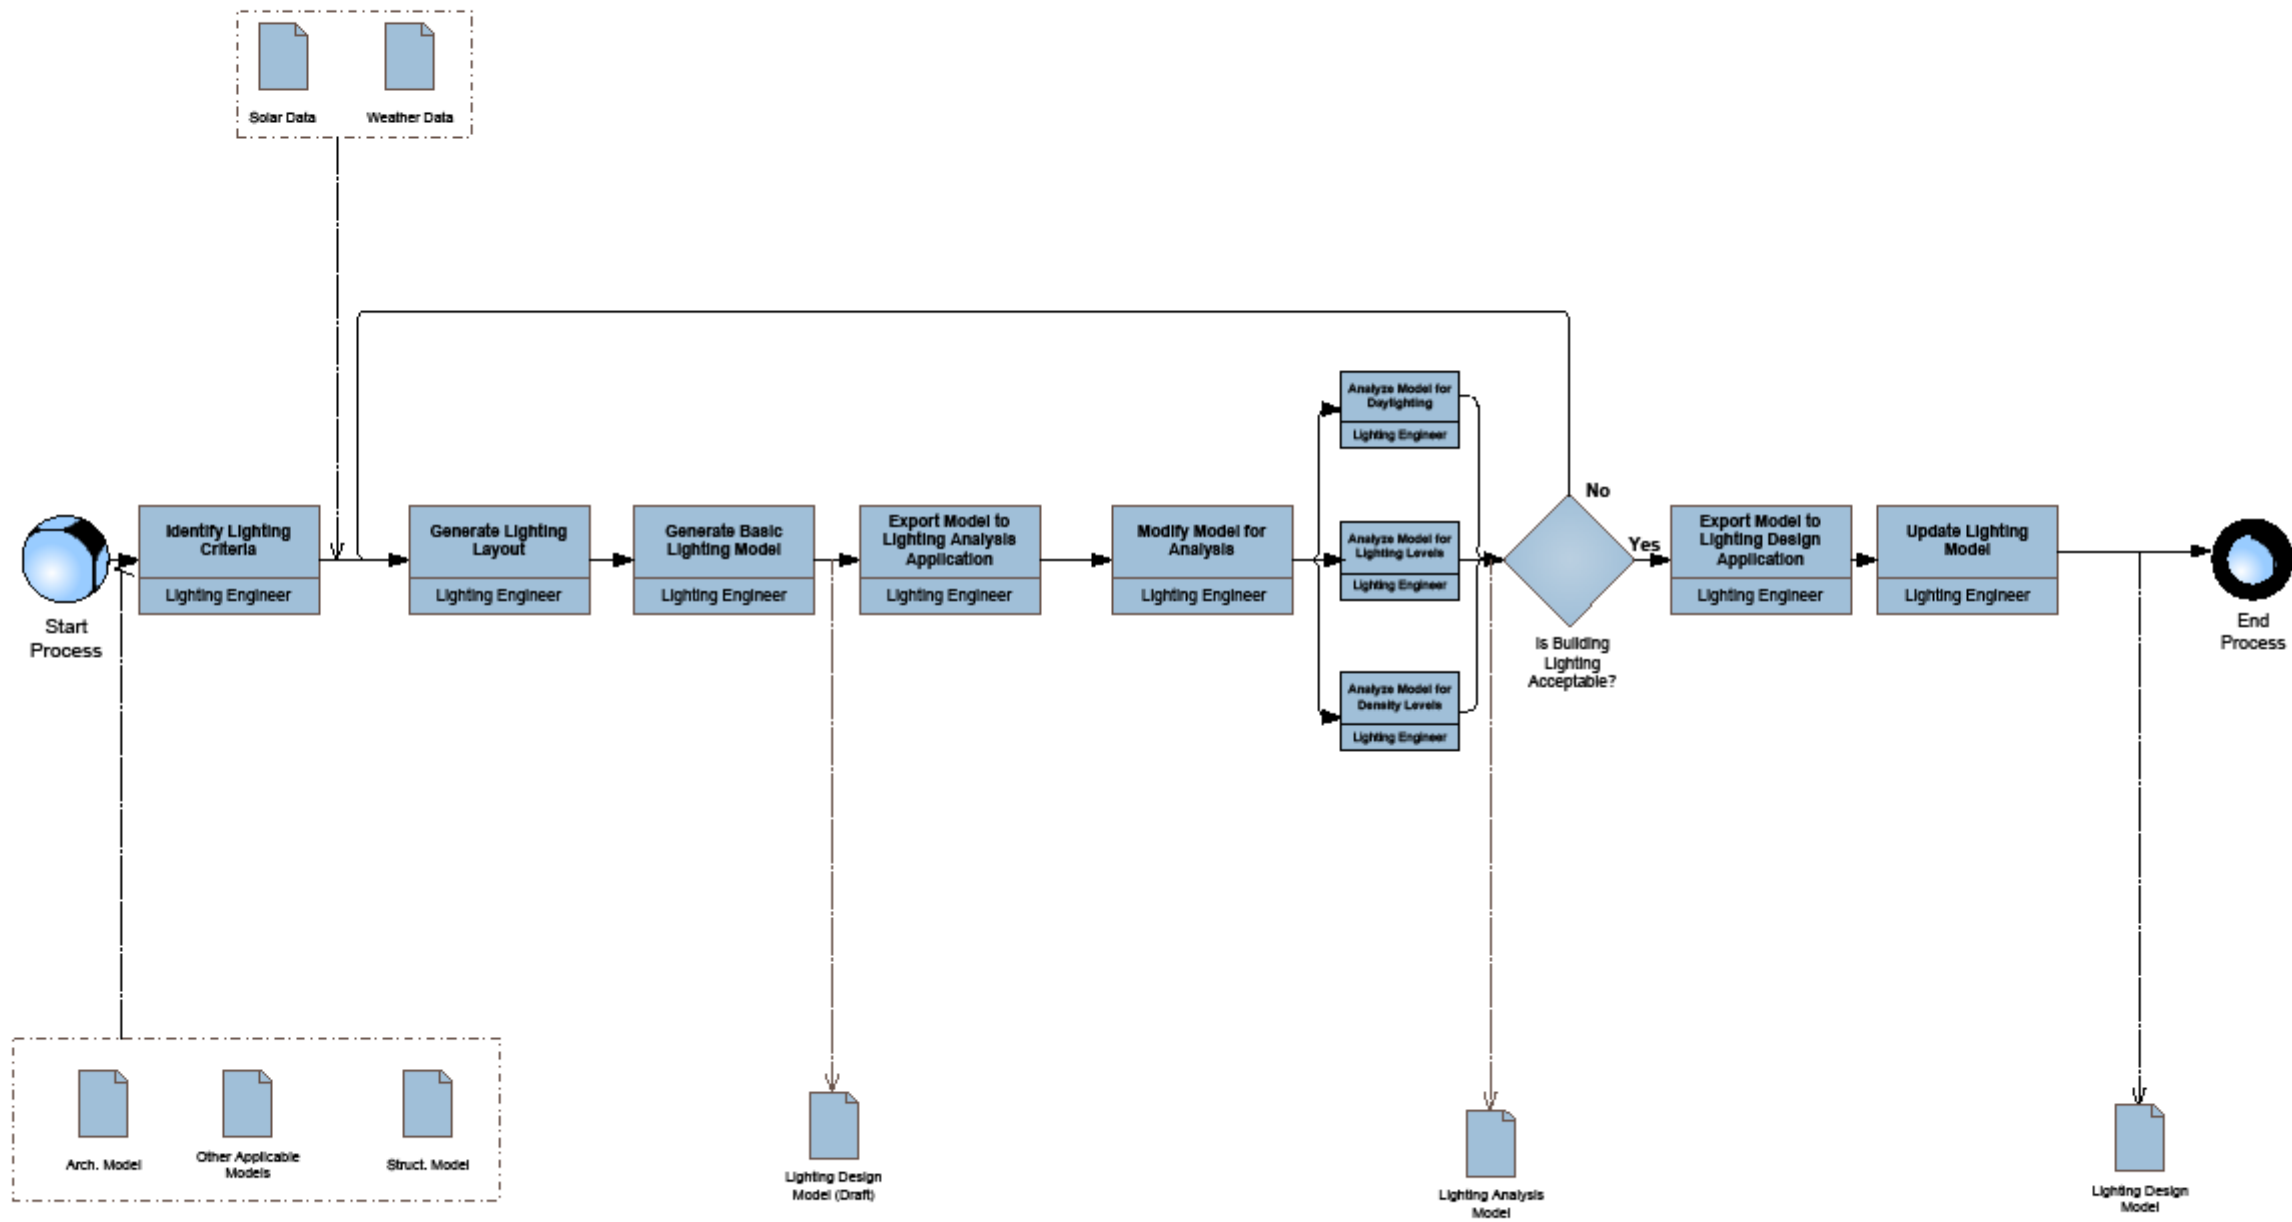 Solar Data
Weather Data
Start
Process
Identify Lighting
Criteria
Lighting Engineer
Generate Lighting
Layout
Lighting Engineer
Generate Basic
Lighting Model
Lighting Engineer
Export Model to
Lighting Analysis
Application
Lighting Engineer
Modify Model for
Analysis
Lighting Engineer
Analyze Model for
Daylighting
Lighting Engineer
Analyze Model for
Lighting Levels
Lighting Engineer
Analyze Model for
Density Levels
Lighting Engineer
No
Yes
Is Building
Lighting
Acceptable?
Export Model to
Lighting Design
Application
Lighting Engineer
Update Lighting
Model
Lighting Engineer
End
Process
Arch. Model
Other Applicable
Models
Struct. Model
Lighting Design
Model (Draft)
Lighting Analysis
Model
Lighting Design
Model